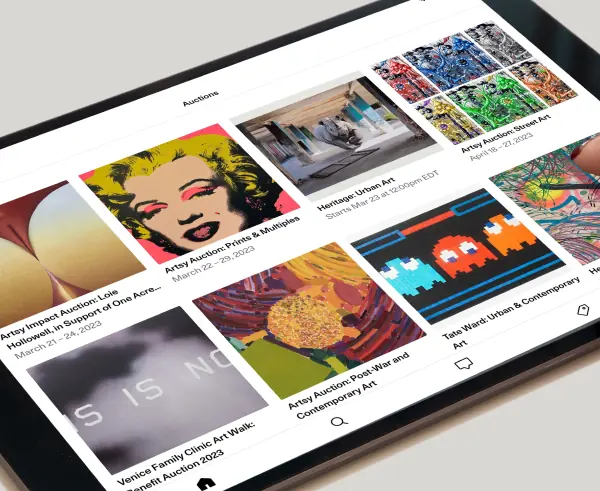 Auctions
Artsy Impact Auction: Loie
Hollowell, in Support of One Acre...
March 21 – 24, 2023
Artsy Auction: Prints & Multiples
March 22 – 29, 2023
Heritage: Urban Art
Starts Mar 23 at 12:00pm EDT
Artsy Auction: Street Art
April 18 – 21, 2023
S IS NO
Venice Family Clinic Art Walk:
Benefit Auction 2023
Artsy Auction: Post-War and
Contemporary Art
Tate Ward: Urban & Contemporary
Art
He